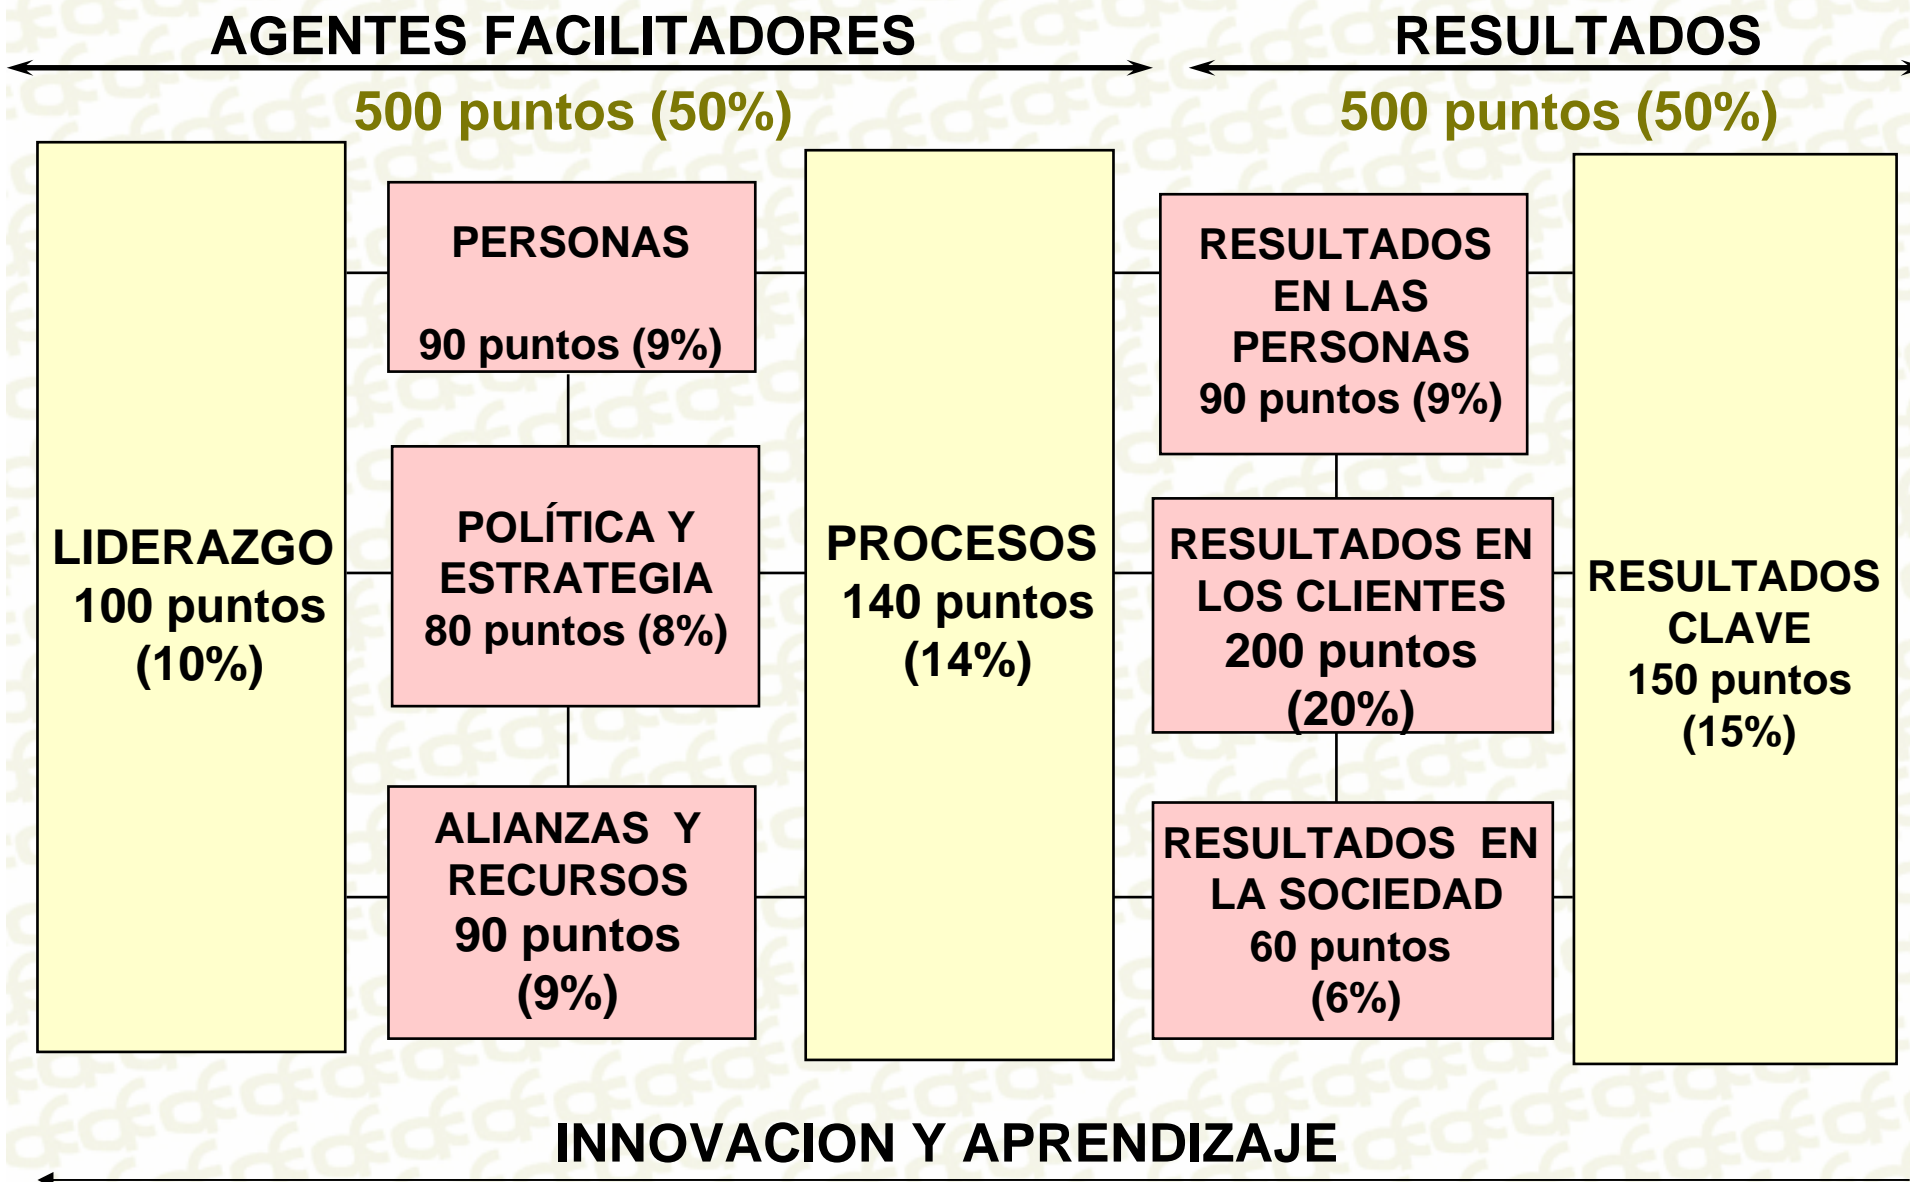 AGENTES FACILITADORES
500 puntos (50%)
RESULTADOS
500 puntos (50%)
LIDERAZGO
100 puntos
(10%)
PERSONAS
90 puntos (9%)
POLÍTICA Y
ESTRATEGIA
80 puntos (8%)
ALIANZAS Y
RECURSOS
90 puntos
(9%)
PROCESOS
140 puntos
(14%)
RESULTADOS
EN LAS
PERSONAS
90 puntos (9%)
RESULTADOS EN
LOS CLIENTES
200 puntos
(20%)
RESULTADOS EN
LA SOCIEDAD
60 puntos
(6%)
RESULTADOS
CLAVE
150 puntos
(15%)
INNOVACION Y APRENDIZAJE